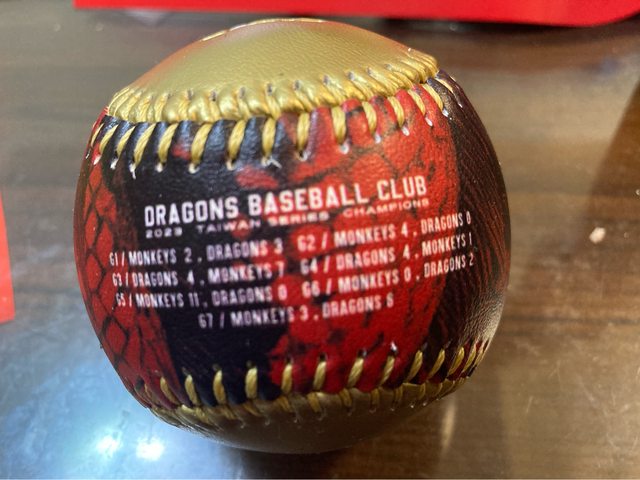 DRAGONS BASEBALL CLUB
2023 TAIWAN SERIES CHAMPIONS
G1 / MONKEYS 2 , DRAGONS 3 G2 / MONKEYS 4 , DRAGONS 0
G3 / DRAGONS 4 , MONKEYS 7 G4 / DRAGONS 4 , MONKEYS 1
G5 / MONKEYS 11 , DRAGONS 0 G6 / MONKEYS 0 , DRAGONS 2
G7 / MONKEYS 3 , DRAGONS 6